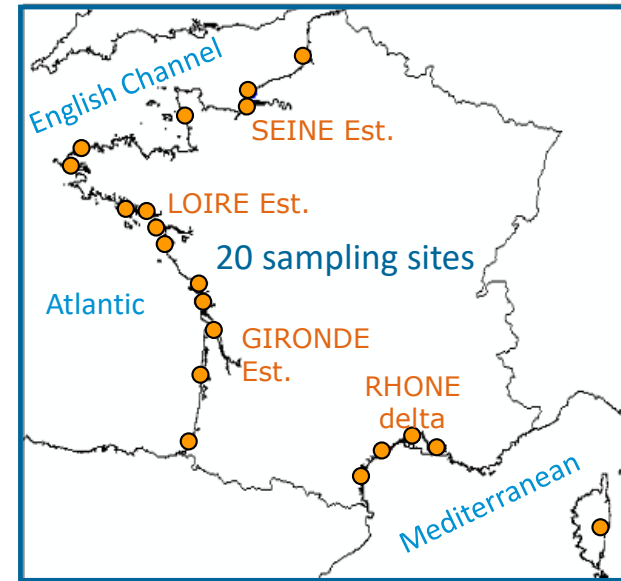 English Channel
SEINE Est.
LOIRE Est.
20 sampling sites
Atlantic
GIRONDE
Est.
RHONE
delta
Mediterranean